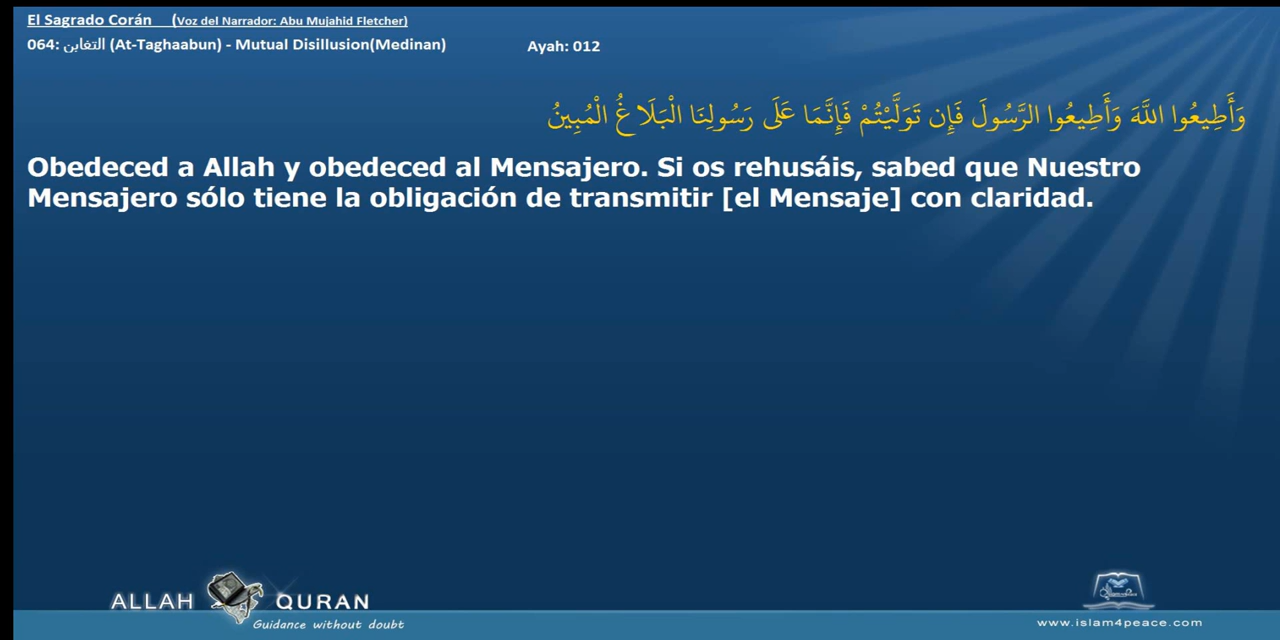 El Sagrado Corán (Voz del Narrador: Abu Mujahid Fletcher)
064: التغابن (At-Taghaabun) - Mutual Disillusion(Medinan) Ayah: 012
وَأَطِيعُوا اللَّهَ وَأَطِيعُوا الرَّسُولَ فَإِن تَوَلَّيْتُمْ فَإِنَّمَا عَلَى رَسُولِنَا الْبَلَاغُ الْمُبِينُ
Obedeced a Allah y obedeced al Mensajero. Si os rehusáis, sabed que Nuestro
Mensajero sólo tiene la obligación de transmitir [el Mensaje] con claridad.
ALLAH QURAN
Guidance without doubt
www.islam4peace.com